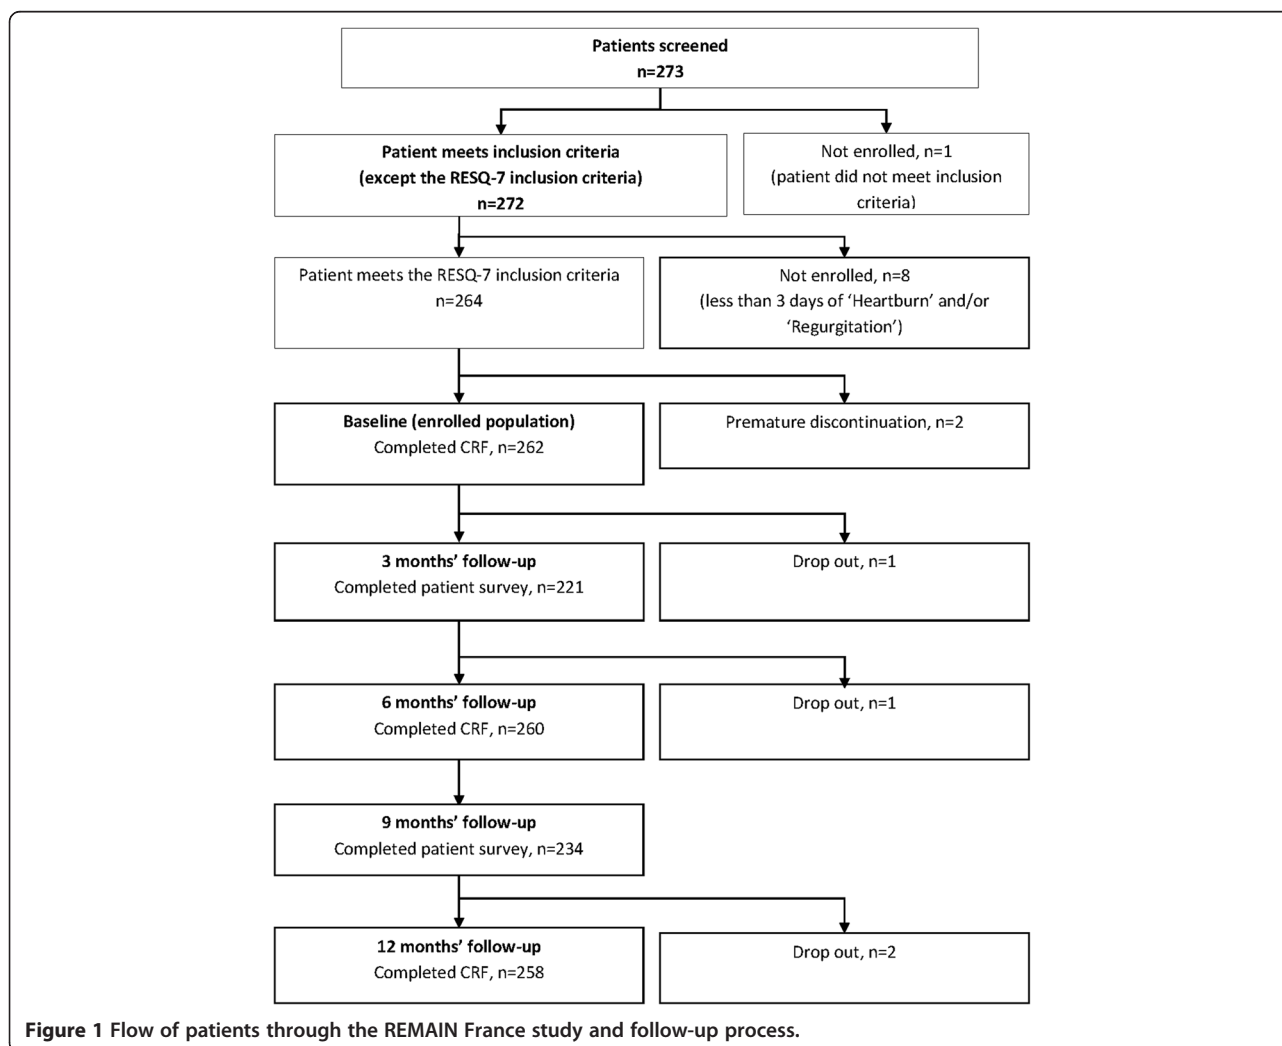 Patients screened
n=273
Patient meets inclusion criteria
(except the RESQ-7 inclusion criteria)
n=272
Not enrolled, n=1
(patient did not meet inclusion
criteria)
Patient meets the RESQ-7 inclusion criteria
n=264
Not enrolled, n=8
(less than 3 days of ‘Heartburn’ and/or
‘Regurgitation’)
Baseline (enrolled population)
Completed CRF, n=262
Premature discontinuation, n=2
3 months’ follow-up
Completed patient survey, n=221
Drop out, n=1
6 months’ follow-up
Completed CRF, n=260
Drop out, n=1
9 months’ follow-up
Completed patient survey, n=234
12 months’ follow-up
Completed CRF, n=258
Drop out, n=2
Figure 1 Flow of patients through the REMAIN France study and follow-up process.